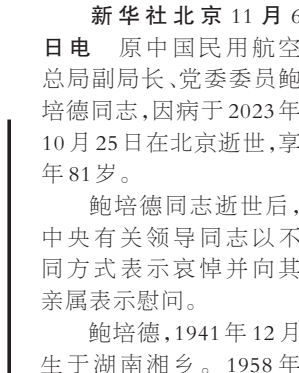 新华社北京11月6
日电 原中国民用航空
总局副局长、党委委员鲍
培德同志,因病于2023年
10月25日在北京逝世,享
年81岁。
鲍培德同志逝世后,
中央有关领导同志以不
同方式表示哀悼并向其
亲属表示慰问。
鲍培德,1941年12月
生于湖南湘乡。1958年